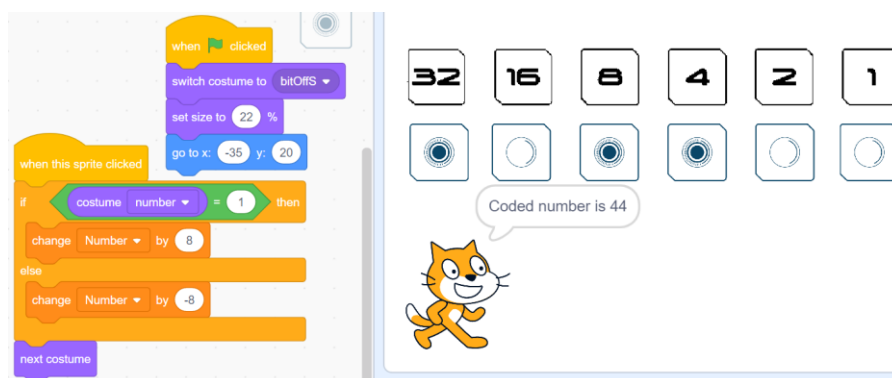 when clicked
switch costume to bitOffS
set size to 22 %
go to x: -35 y: 20
when this sprite clicked
if costume number = 1 then
change Number by 8
else
change Number by -8
next costume
32 16 8 4 2 1
Coded number is 44